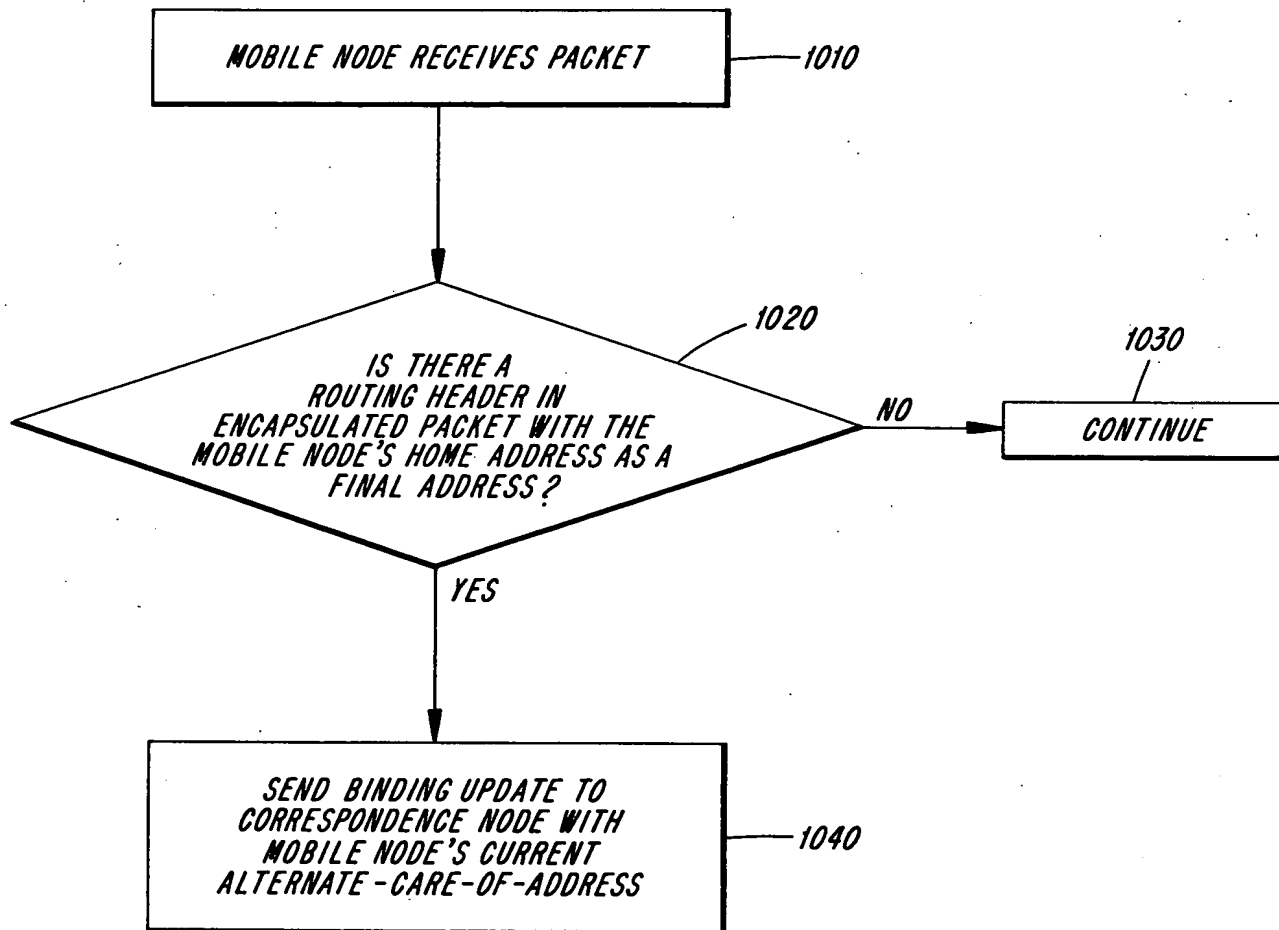 MOBILE NODE RECEIVES PACKET
1010
1020
IS THERE A
ROUTING HEADER IN
ENCAPSULATED PACKET WITH THE
MOBILE NODE'S HOME ADDRESS AS A
FINAL ADDRESS?
NO
1030
CONTINUE
YES
SEND BINDING UPDATE TO
CORRESPONDENCE NODE WITH
MOBILE NODE'S CURRENT
ALTERNATE-CARE-OF-ADDRESS
1040